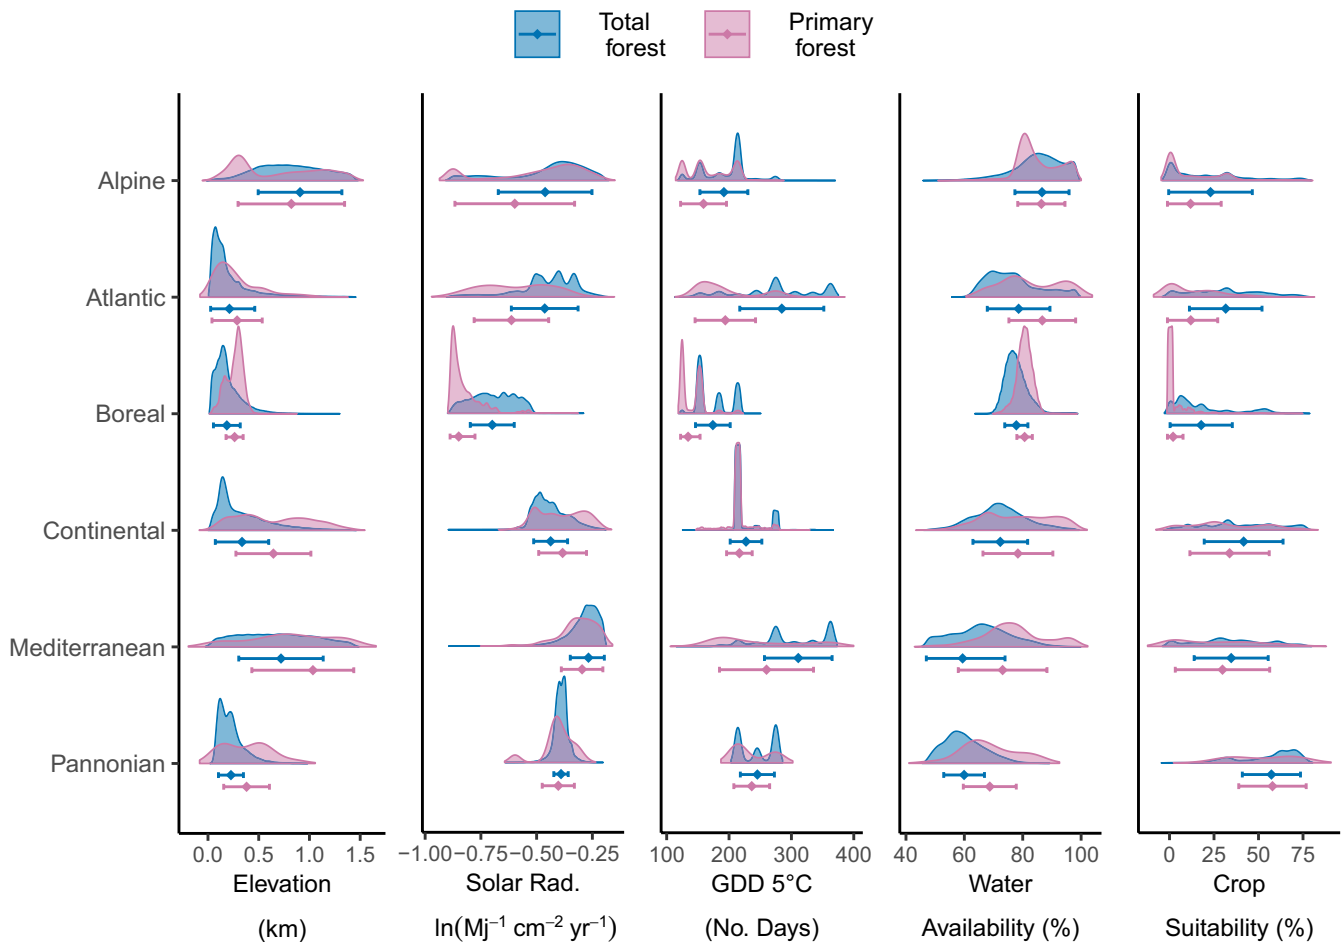 Total
forest
Primary
forest
Alpine
Atlantic
Boreal
Continental
Mediterranean
Pannonian
0.0 0.5 1.0 1.5
−1.00 −0.75 −0.50 −0.25
100 200 300 400
40 60 80 100
0 25 50 75
Elevation
(km)
Solar Rad.
ln(Mj⁻¹ cm⁻² yr⁻¹)
GDD 5°C
(No. Days)
Water
Availability (%)
Crop
Suitability (%)